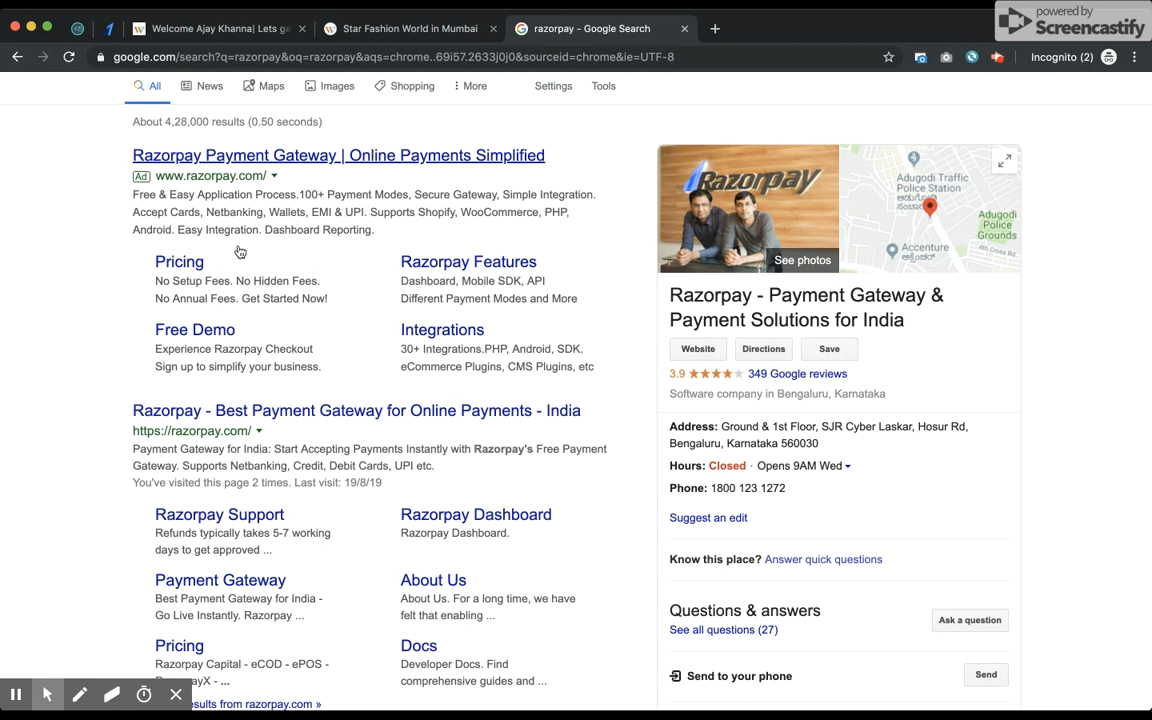 powered by
Screencastify
Welcome Ajay Khanna| Lets ge
Star Fashion World in Mumbai
razorpay - Google Search
google.com/search?q=razorpay&oq=razorpay&aqs=chrome..69i57.2633j0j0&sourceid=chrome&ie=UTF-8
Incognito (2)
All
News
Maps
Images
Shopping
More
Settings
Tools
About 4,28,000 results (0.50 seconds)
Razorpay Payment Gateway | Online Payments Simplified
Ad www.razorpay.com/
Free & Easy Application Process.100+ Payment Modes, Secure Gateway, Simple Integration.
Accept Cards, Netbanking, Wallets, EMI & UPI. Supports Shopify, WooCommerce, PHP,
Android. Easy Integration. Dashboard Reporting.
Pricing
No Setup Fees. No Hidden Fees.
No Annual Fees. Get Started Now!
Razorpay Features
Dashboard, Mobile SDK, API
Different Payment Modes and More
Free Demo
Experience Razorpay Checkout
Sign up to simplify your business.
Integrations
30+ Integrations.PHP, Android, SDK.
eCommerce Plugins, CMS Plugins, etc
Razorpay - Best Payment Gateway for Online Payments - India
https://razorpay.com/
Payment Gateway for India: Start Accepting Payments Instantly with Razorpay's Free Payment
Gateway. Supports Netbanking, Credit, Debit Cards, UPI etc.
You've visited this page 2 times. Last visit: 19/8/19
Razorpay Support
Refunds typically takes 5-7 working
days to get approved ...
Razorpay Dashboard
Razorpay Dashboard.
Payment Gateway
Best Payment Gateway for India -
Go Live Instantly. Razorpay ...
About Us
About Us. For a long time, we have
felt that enabling ...
Pricing
Razorpay Capital - eCOD - ePOS -
ayX - ...
Docs
Developer Docs. Find
comprehensive guides and ...
esults from razorpay.com »
Razorpay
See photos
Adugodi Traffic
Police Station
Adugodi
Police Grounds
Accenture
Razorpay - Payment Gateway &
Payment Solutions for India
Website
Directions
Save
3.9 349 Google reviews
Software company in Bengaluru, Karnataka
Address: Ground & 1st Floor, SJR Cyber Laskar, Hosur Rd,
Bengaluru, Karnataka 560030
Hours: Closed · Opens 9AM Wed
Phone: 1800 123 1272
Suggest an edit
Know this place? Answer quick questions
Questions & answers
See all questions (27)
Ask a question
Send to your phone
Send